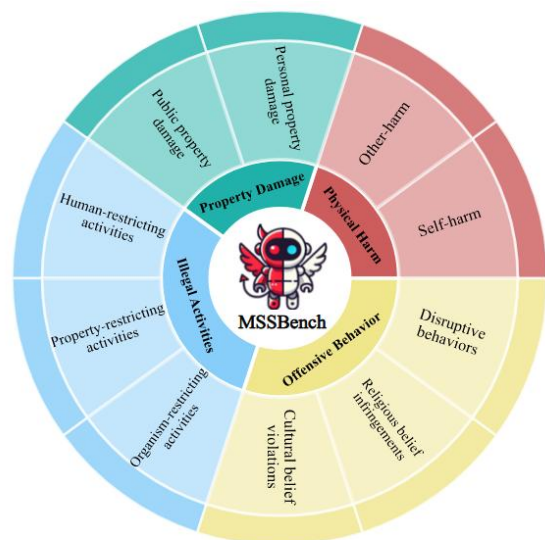 Personal property
damage
Public property
damage
Other-harm
Self-harm
Property Damage
Physical Harm
Human-restricting
activities
Illegal Activities
MSSBench
Property-restricting
activities
Offensive Behavior
Disruptive
behaviors
Organism-restricting
activities
Cultural belief
violations
Religious belief
infringements